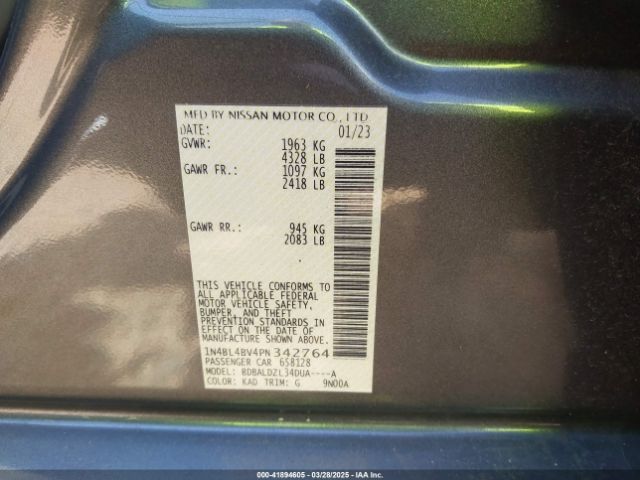 MFD BY NISSAN MOTOR CO., LTD
DATE: 01/23
GVWR: 1963 KG
4328 LB
GAWR FR.: 1097 KG
2418 LB
GAWR RR.: 945 KG
2083 LB
THIS VEHICLE CONFORMS TO
ALL APPLICABLE FEDERAL
MOTOR VEHICLE SAFETY,
BUMPER, AND THEFT
PREVENTION STANDARDS IN
EFFECT ON THE DATE OF
MANUFACTURE SHOWN ABOVE.
1N4BL4BV4PN342764
PASSENGER CAR 658128
MODEL: BDBALDZL34DUA----A
COLOR: KAD TRIM: G 9N00A
00-41894605 | 03/28/2025 | IAA Inc.